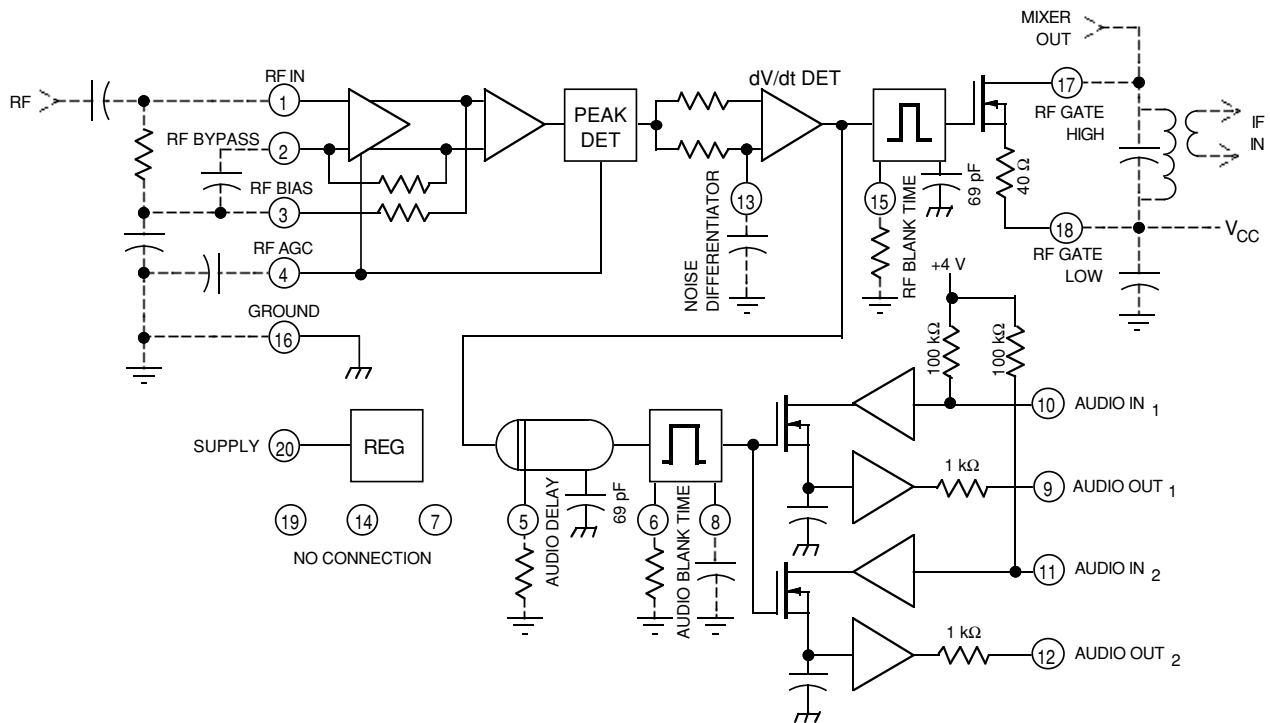 MIXER
OUT
RF
RF IN
1
RF BYPASS
2
RF BIAS
3
RF AGC
4
GROUND
16
PEAK
DET
dV/dt DET
13
NOISE
DIFFERENTIATOR
15
RF BLANK TIME
69 pF
40 Ω
17
RF GATE
HIGH
18
RF GATE
LOW
IF
IN
VCC
+4 V
100 kΩ
100 kΩ
10
AUDIO IN 1
1 kΩ
9
AUDIO OUT 1
11
AUDIO IN 2
1 kΩ
12
AUDIO OUT 2
SUPPLY
20
REG
19
14
7
NO CONNECTION
5
AUDIO DELAY
69 pF
6
AUDIO BLANK TIME
8